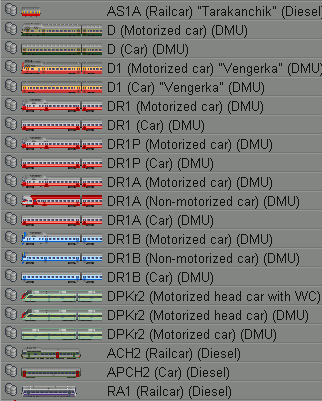 AS1A (Railcar) "Tarakanchik" (Diesel
D (Motorized car) (DMU)
D (Car) (DMU)
D1 (Motorized car) "Vengerka" (DMU)
D1 (Car) "Vengerka" (DMU)
DR1 (Motorized car) (DMU)
DR1 (Car) (DMU)
DR1P (Motorized car) (DMU)
DR1P (Car) (DMU)
DR1A (Motorized car) (DMU)
DR1A (Non-motorized car) (DMU)
DR1A (Car) (DMU)
DR1B (Motorized car) (DMU)
DR1B (Non-motorized car) (DMU)
DR1B (Car) (DMU)
DPKr2 (Motorized head car with WC)
DPKr2 (Motorized head car) (DMU)
DPKr2 (Motorized car) (DMU)
ACH2 (Railcar) (Diesel)
APCH2 (Car) (Diesel)
RA1 (Railcar) (Diesel)